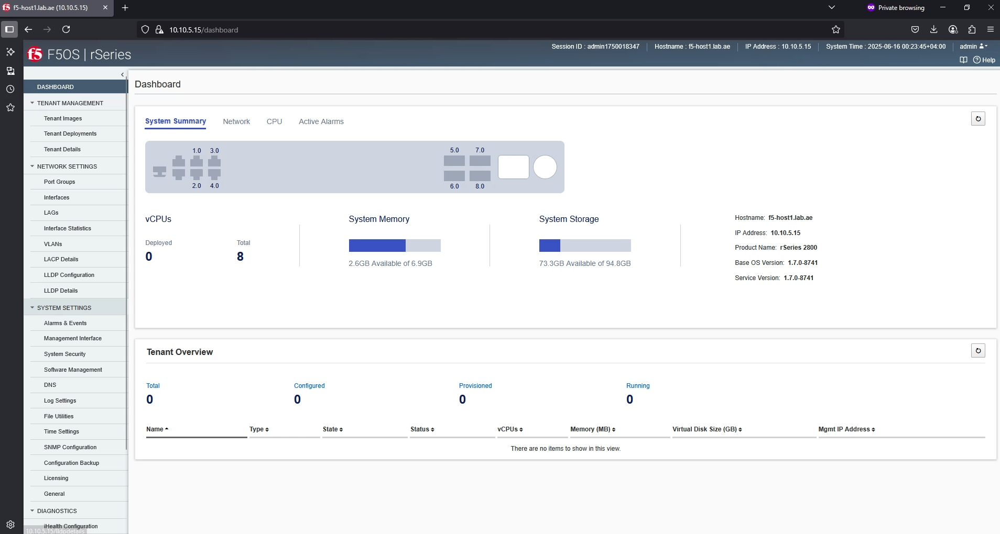 f5-host1.lab.ae (10.10.5.15)
Private browsing
10.10.5.15/dashboard
f5 F5OS | rSeries
Session ID : admin1750018347
Hostname : f5-host1.lab.ae
IP Address : 10.10.5.15
System Time : 2025-06-16 00:23:45+04:00
admin
Help
DASHBOARD
TENANT MANAGEMENT
Tenant Images
Tenant Deployments
Tenant Details
NETWORK SETTINGS
Port Groups
Interfaces
LAGs
Interface Statistics
VLANs
LACP Details
LLDP Configuration
LLDP Details
SYSTEM SETTINGS
Alarms & Events
Management Interface
System Security
Software Management
DNS
Log Settings
File Utilities
Time Settings
SNMP Configuration
Configuration Backup
Licensing
General
DIAGNOSTICS
iHealth Configuration
10.10.5.15/lldpdetails
Dashboard
System Summary
Network
CPU
Active Alarms
1.0 3.0
2.0 4.0
5.0 7.0
6.0 8.0
vCPUs
Deployed
0
Total
8
System Memory
2.6GB Available of 6.9GB
System Storage
73.3GB Available of 94.8GB
Hostname: f5-host1.lab.ae
IP Address: 10.10.5.15
Product Name: rSeries 2800
Base OS Version: 1.7.0-8741
Service Version: 1.7.0-8741
Tenant Overview
Total
0
Configured
0
Provisioned
0
Running
0
Name Type State Status vCPUs Memory (MB) Virtual Disk Size (GB) Mgmt IP Address
There are no items to show in this view.